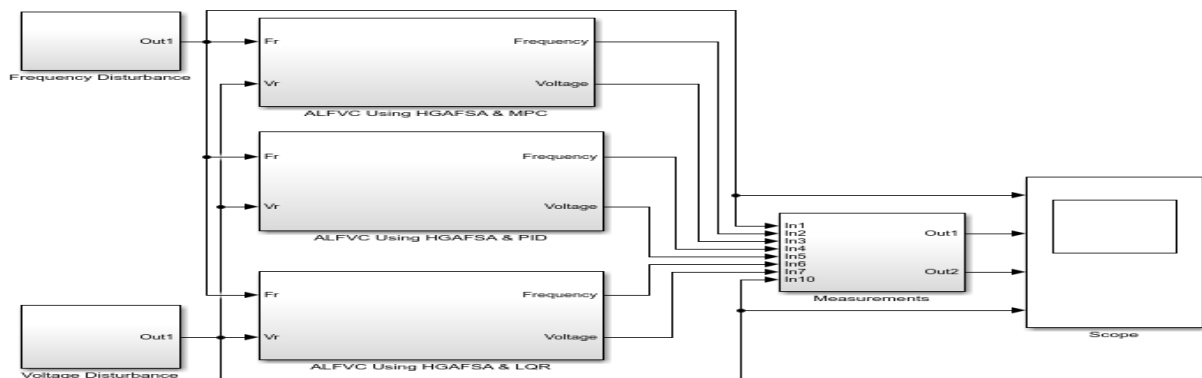 Out1
Frequency Disturbance
Fr
Vr
Frequency
Voltage
ALFVC Using HGAFSA & MPC
Fr
Vr
Frequency
Voltage
ALFVC Using HGAFSA & PID
Fr
Vr
Frequency
Voltage
ALFVC Using HGAFSA & LQR
Out1
Voltage Disturbance
In1
In2
In3
In4
In5
In6
In7
In10
Out1
Out2
Measurements
Scope